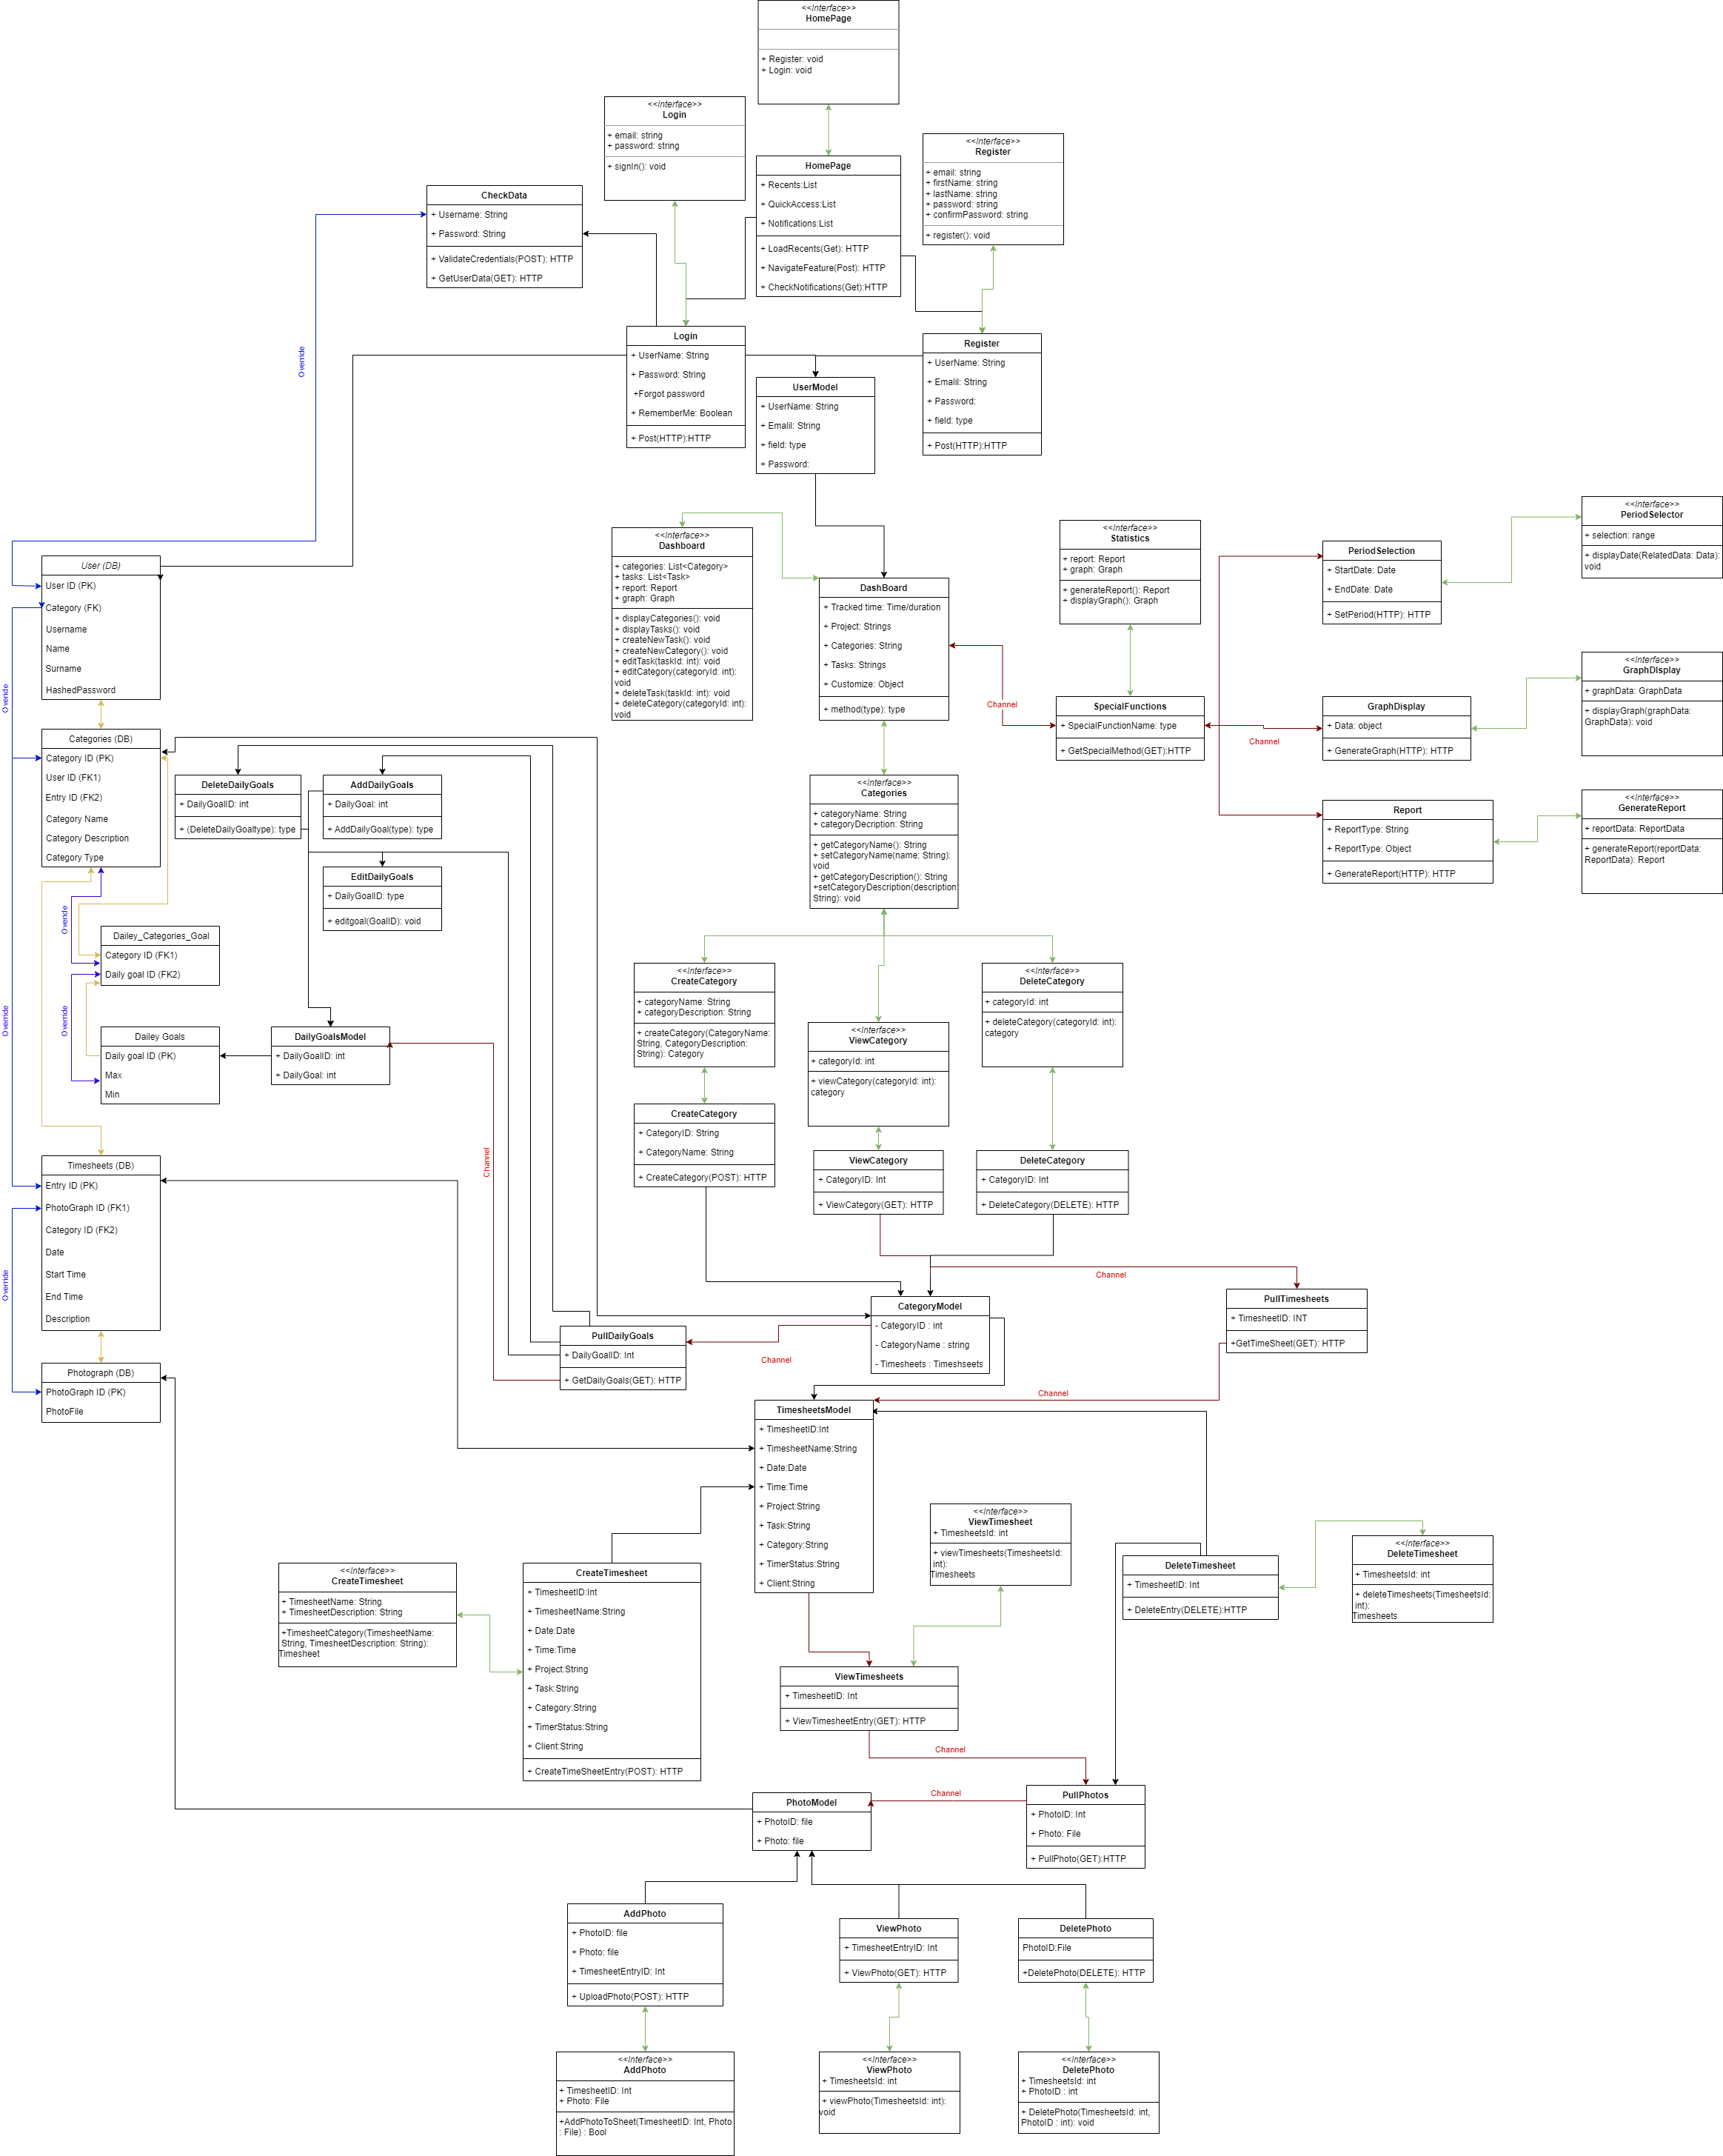 <<Interface>>
HomePage
+ Register: void
+ Login: void
<<Interface>>
Login
+ email: string
+ password: string
+ signIn(): void
HomePage
+ Recents:List
+ QuickAccess:List
+ Notifications:List
+ LoadRecents(Get): HTTP
+ NavigateFeature(Post): HTTP
+ CheckNotifications(Get):HTTP
<<Interface>>
Register
+ email: string
+ firstName: string
+ lastName: string
+ password: string
+ confirmPassword: string
+ register(): void
CheckData
+ Username: String
+ Password: String
+ ValidateCredentials(POST): HTTP
+ GetUserData(GET): HTTP
Override
Login
+ UserName: String
+ Password: String
+Forgot password
+ RememberMe: Boolean
+ Post(HTTP):HTTP
UserModel
+ UserName: String
+ Emalil: String
+ field: type
+ Password:
Register
+ UserName: String
+ Emalil: String
+ Password:
+ field: type
+ Post(HTTP):HTTP
<<Interface>>
Dashboard
+ categories: List<Category>
+ tasks: List<Task>
+ report: Report
+ graph: Graph
+ displayCategories(): void
+ displayTasks(): void
+ createNewTask(): void
+ createNewCategory(): void
+ editTask(taskId: int): void
+ editCategory(categoryId: int):
void
+ deleteTask(taskId: int): void
+ deleteCategory(categoryId: int):
void
DashBoard
+ Tracked time: Time/duration
+ Project: Strings
+ Categories: String
+ Tasks: Strings
+ Customize: Object
+ method(type): type
<<Interface>>
Statistics
+ report: Report
+ graph: Graph
+ generateReport(): Report
+ displayGraph(): Graph
PeriodSelection
+ StartDate: Date
+ EndDate: Date
+ SetPeriod(HTTP): HTTP
<<Interface>>
PeriodSelector
+ selection: range
+ displayDate(RelatedData: Data):
void
Channel
SpecialFunctions
+ SpecialFunctionName: type
+ GetSpecialMethod(GET):HTTP
Channel
GraphDisplay
+ Data: object
+ GenerateGraph(HTTP): HTTP
<<Interface>>
GraphDIsplay
+ graphData: GraphData
+ displayGraph(graphData:
GraphData): void
Report
+ ReportType: String
+ ReportType: Object
+ GenerateReport(HTTP): HTTP
<<Interface>>
GenerateReport
+ reportData: ReportData
+ generateReport(reportData:
ReportData): Report
User (DB)
User ID (PK)
Category (FK)
Username
Name
Surname
HashedPassword
Override
Categories (DB)
Category ID (PK)
User ID (FK1)
Entry ID (FK2)
Category Name
Category Description
Category Type
DeleteDailyGoals
+ DailyGoalID: int
+ (DeleteDailyGoaltype): type
AddDailyGoals
+ DailyGoal: int
+ AddDailyGoal(type): type
EditDailyGoals
+ DailyGoalID: type
+ editgoal(GoalID): void
Override
Dailey_Categories_Goal
Category ID (FK1)
Daily goal ID (FK2)
Override
Override
Dailey Goals
Daily goal ID (PK)
Max
Min
DailyGoalsModel
+ DailyGoalID: int
+ DailyGoal: int
<<Interface>>
Categories
+ categoryName: String
+ categoryDecription: String
+ getCategoryName(): String
+ setCategoryName(name: String):
void
+ getCategoryDescription(): String
+setCategoryDescription(description:
String): void
<<Interface>>
CreateCategory
+ categoryName: String
+ categoryDescription: String
+ createCategory(CategoryName:
String, CategoryDescription:
String): Category
<<Interface>>
ViewCategory
+ categoryId: int
+ viewCategory(categoryId: int):
category
<<Interface>>
DeleteCategory
+ categoryId: int
+ deleteCategory(categoryId: int):
category
CreateCategory
+ CategoryID: String
+ CategoryName: String
+ CreateCategory(POST): HTTP
ViewCategory
+ CategoryID: Int
+ ViewCategory(GET): HTTP
DeleteCategory
+ CategoryID: Int
+ DeleteCategory(DELETE): HTTP
Channel
Timesheets (DB)
Entry ID (PK)
PhotoGraph ID (FK1)
Category ID (FK2)
Date
Start Time
End Time
Description
Override
Photograph (DB)
PhotoGraph ID (PK)
PhotoFile
Channel
PullTimesheets
+ TimesheetID: INT
+GetTimeSheet(GET): HTTP
CategoryModel
- CategoryID : int
- CategoryName : string
- Timesheets : Timeshseets
PullDailyGoals
+ DailyGoalID: Int
+ GetDailyGoals(GET): HTTP
Channel
Channel
TimesheetsModel
+ TimesheetID:Int
+ TimesheetName:String
+ Date:Date
+ Time:Time
+ Project:String
+ Task:String
+ Category:String
+ TimerStatus:String
+ Client:String
<<Interface>>
ViewTimesheet
+ TimesheetsId: int
+ viewTimesheets(TimesheetsId:
int):
Timesheets
DeleteTimesheet
+ TimesheetID: Int
+ DeleteEntry(DELETE):HTTP
<<Interface>>
DeleteTimesheet
+ TimesheetsId: int
+ deleteTimesheets(TimesheetsId:
int):
Timesheets
<<Interface>>
CreateTimesheet
+ TimesheetName: String
+ TimesheetDescription: String
+TimesheetCategory(TimesheetName:
String, TimesheetDescription: String):
Timesheet
CreateTimesheet
+ TimesheetID:Int
+ TimesheetName:String
+ Date:Date
+ Time:Time
+ Project:String
+ Task:String
+ Category:String
+ TimerStatus:String
+ Client:String
+ CreateTimeSheetEntry(POST): HTTP
ViewTimesheets
+ TimesheetID: Int
+ ViewTimesheetEntry(GET): HTTP
Channel
PhotoModel
+ PhotoID: file
+ Photo: file
Channel
PullPhotos
+ PhotoID: Int
+ Photo: File
+ PullPhoto(GET):HTTP
AddPhoto
+ PhotoID: file
+ Photo: file
+ TimesheetEntryID: Int
+ UploadPhoto(POST): HTTP
ViewPhoto
+ TimesheetEntryID: Int
+ ViewPhoto(GET): HTTP
DeletePhoto
PhotoID:File
+DeletePhoto(DELETE): HTTP
<<Interface>>
AddPhoto
+ TimesheetID: Int
+ Photo: File
+AddPhotoToSheet(TimesheetID: Int, Photo
: File) : Bool
<<Interface>>
ViewPhoto
+ TimesheetsId: int
+ viewPhoto(TimesheetsId: int):
void
<<Interface>>
DeletePhoto
+ TimesheetsId: int
+ PhotoID : int
+ DeletePhoto(TimesheetsId: int,
PhotoID : int): void